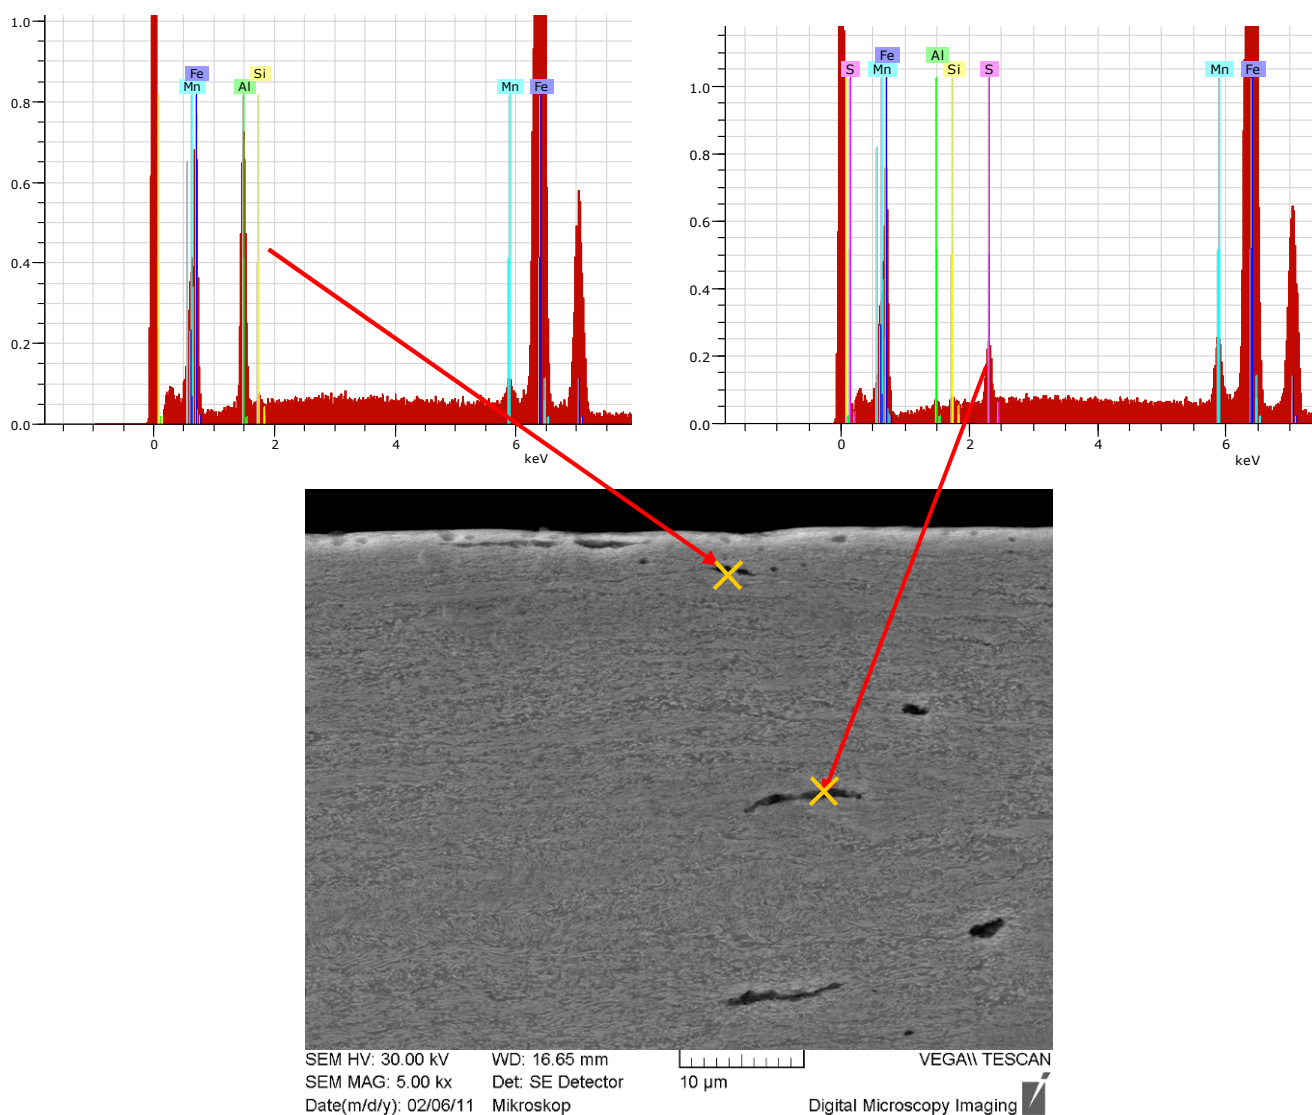 1.0
0.8
0.6
0.4
0.2
0.0
Fe
Mn
Si
Al
Mn
Fe
0
2
4
6
keV
1.0
0.8
0.6
0.4
0.2
0.0
S
Fe
Mn
Al
Si
S
Mn
Fe
0
2
4
6
keV
SEM HV: 30.00 kV WD: 16.65 mm VEGA\\ TESCAN
SEM MAG: 5.00 kx Det: SE Detector 10 µm
Date(m/d/y): 02/06/11 Mikroskop Digital Microscopy Imaging